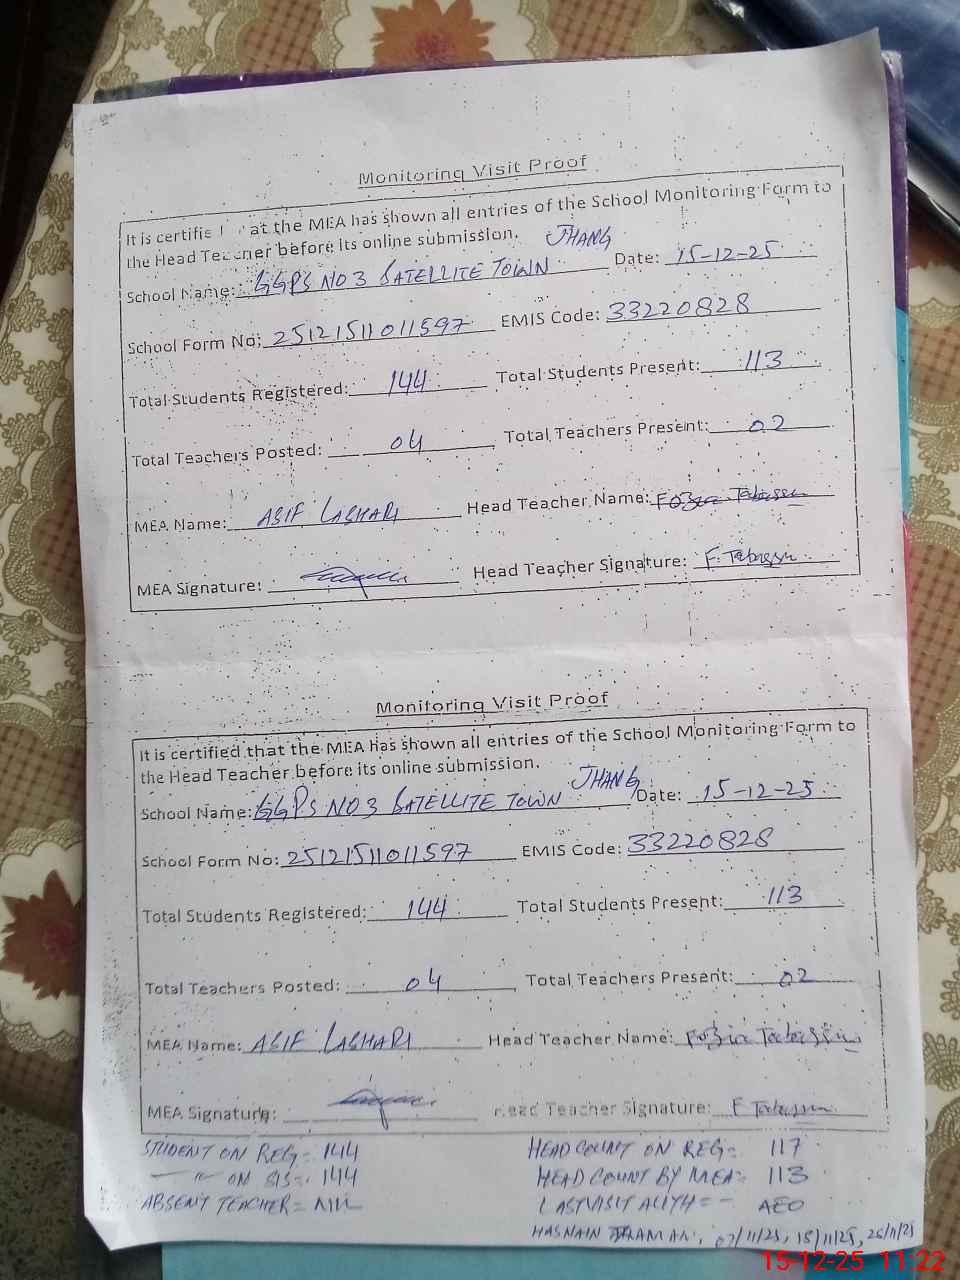 Monitoring Visit Proof
It is certifie at the MEA has shown all entries of the School Monitoring Form to
the Head Teacher before its online submission. JHANG
School Name: GGPS NO 3 SATELLITE TOWN Date: 15-12-25
School Form No: 2512151101 1597 EMIS Code: 33220828
Total Students Registered: 144 Total Students Present: 113
Total Teachers Posted: 04 Total Teachers Present: 02
MEA Name: ASIF LASHARI Head Teacher Name: Fozia Tabassum
MEA Signature: Head Teacher Signature: F. Tabassum
Monitoring Visit Proof
It is certified that the MEA has shown all entries of the School Monitoring Form to
the Head Teacher before its online submission. JHANG
School Name: GGPS NO 3 SATELLITE TOWN Date: 15-12-25
School Form No: 25121511011597 EMIS Code: 33220828
Total Students Registered: 144 Total Students Present: 113
Total Teachers Posted: 04 Total Teachers Present: 02
MEA Name: ASIF LASHARI Head Teacher Name: Fozia Tabassum
MEA Signature: Head Teacher Signature: F Tabassum
STUDENT ON REG = 144 HEAD COUNT ON REG = 117
— " — ON SIS = 144 HEAD COUNT BY MEA = 113
ABSENT TEACHER = NIL LAST VISIT = - AEO
HASNAIN 07/11/25, 18/11/25, 26/11/25
15-12-25 11:22